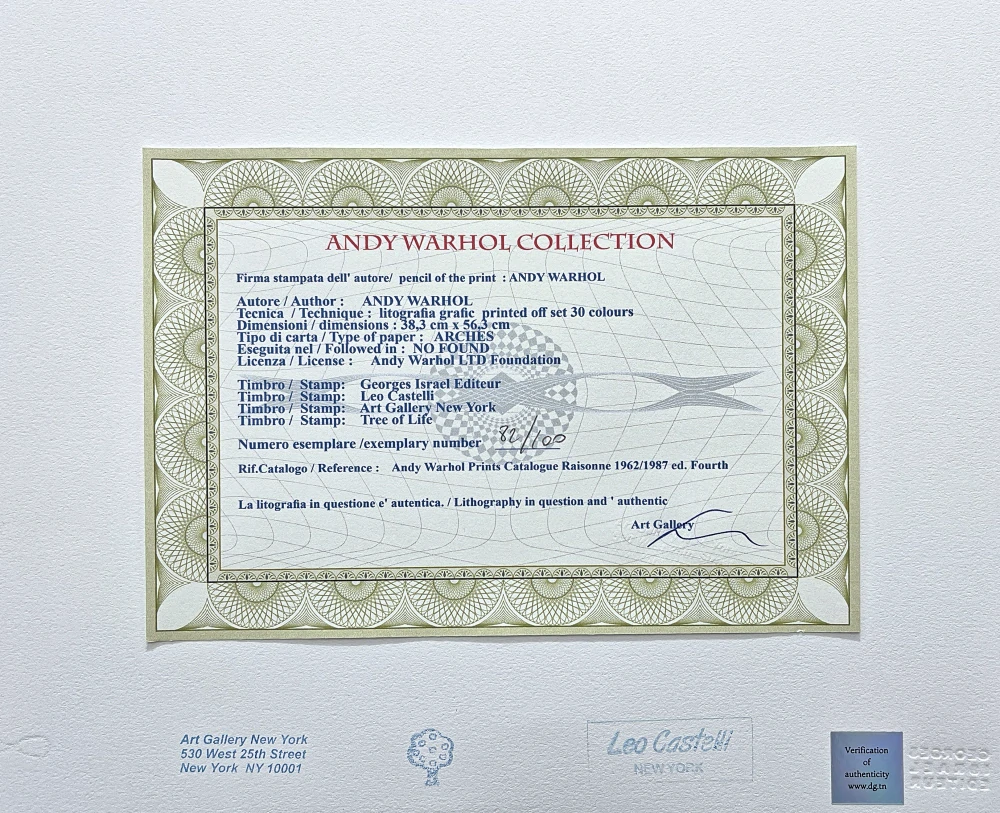 ANDY WARHOL COLLECTION
Firma stampata dell' autore/ pencil of the print : ANDY WARHOL
Autore / Author : ANDY WARHOL
Tecnica / Technique : litografia grafic printed off set 30 colours
Dimensioni / dimensions : 38,3 cm x 56,3 cm
Tipo di carta / Type of paper : ARCHES
Eseguita nel / Followed in : NO FOUND
Licenza / License : Andy Warhol LTD Foundation
Timbro / Stamp: Georges Israel Editeur
Timbro / Stamp: Leo Castelli
Timbro / Stamp: Art Gallery New York
Timbro / Stamp: Tree of Life
Numero esemplare /exemplary number 82/100
Rif.Catalogo / Reference : Andy Warhol Prints Catalogue Raisonne 1962/1987 ed. Fourth
La litografia in questione e' autentica. / Lithography in question and ' authentic
Art Gallery
Art Gallery New York
530 West 25th Street
New York NY 10001
Leo Castelli
NEW YORK
Verification
of
authenticity
www.dg.tn